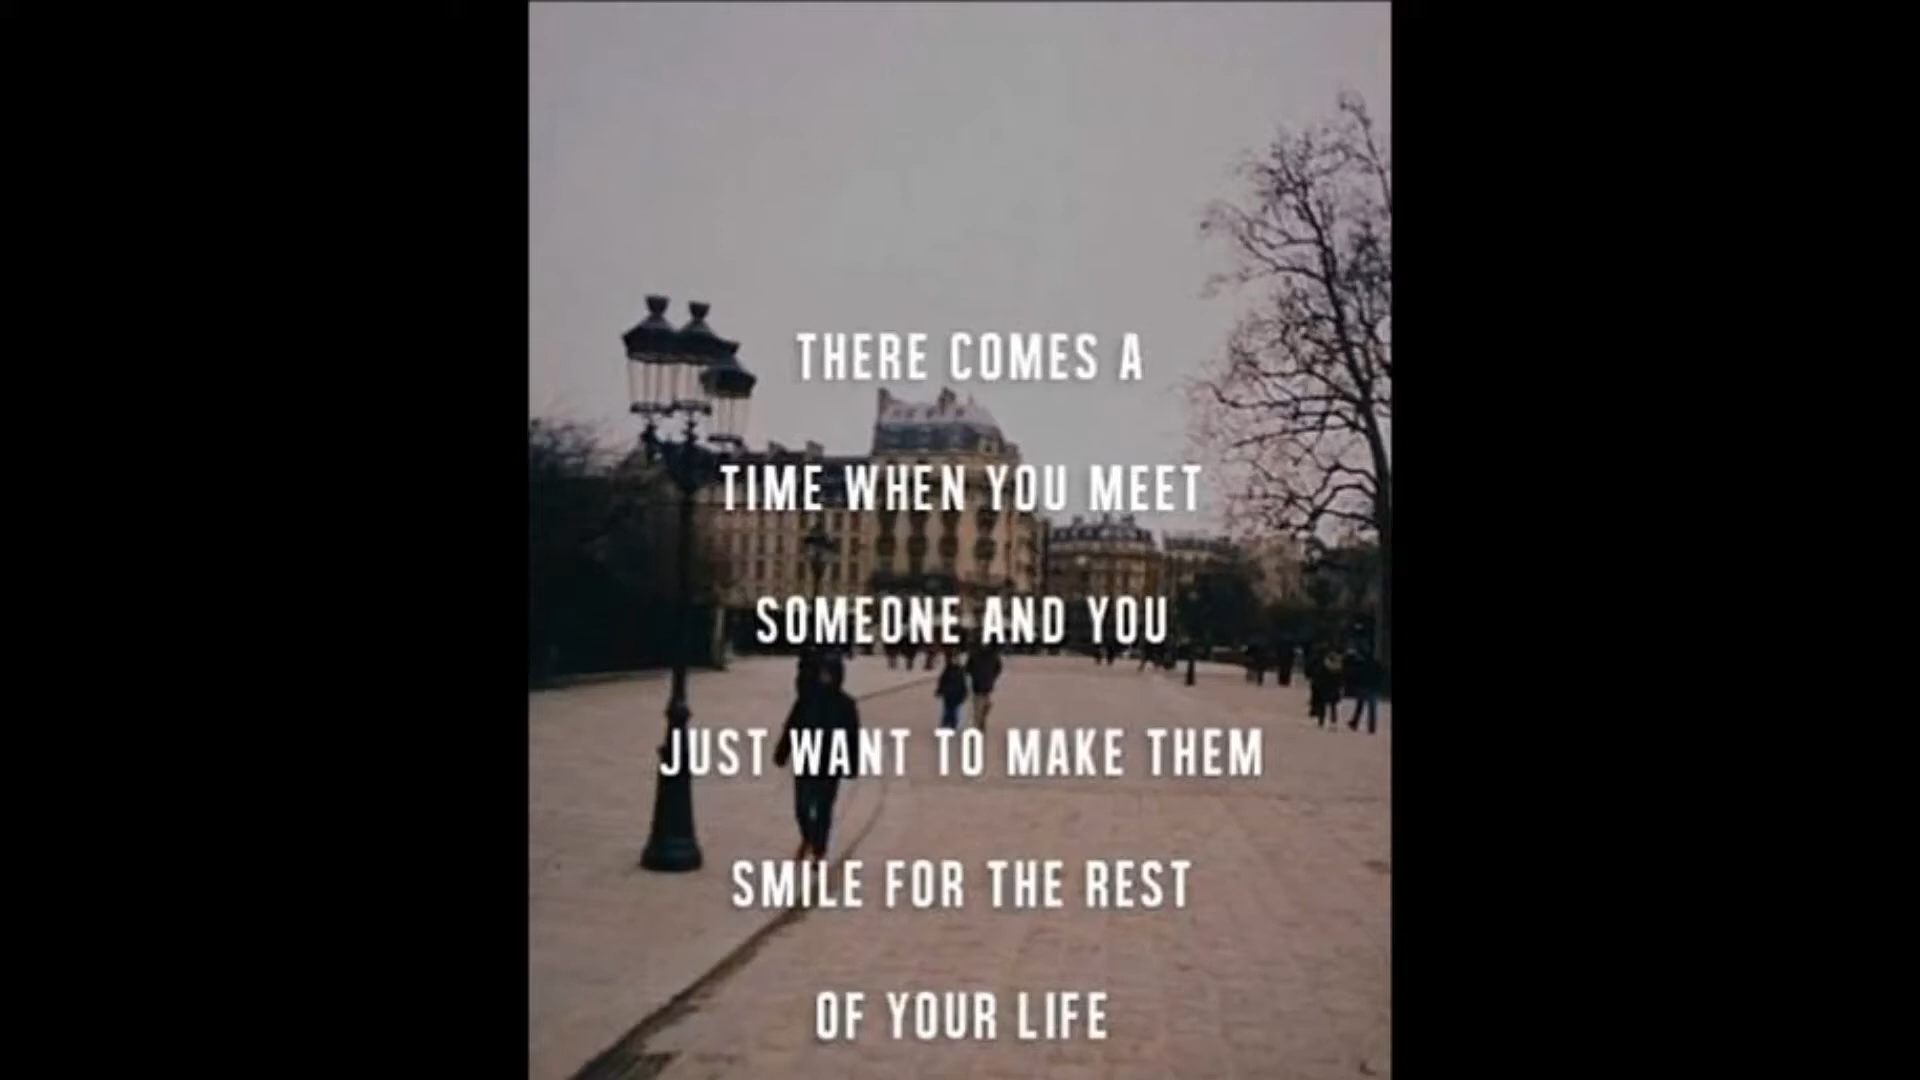 THERE COMES A
TIME WHEN YOU MEET
SOMEONE AND YOU
JUST WANT TO MAKE THEM
SMILE FOR THE REST
OF YOUR LIFE